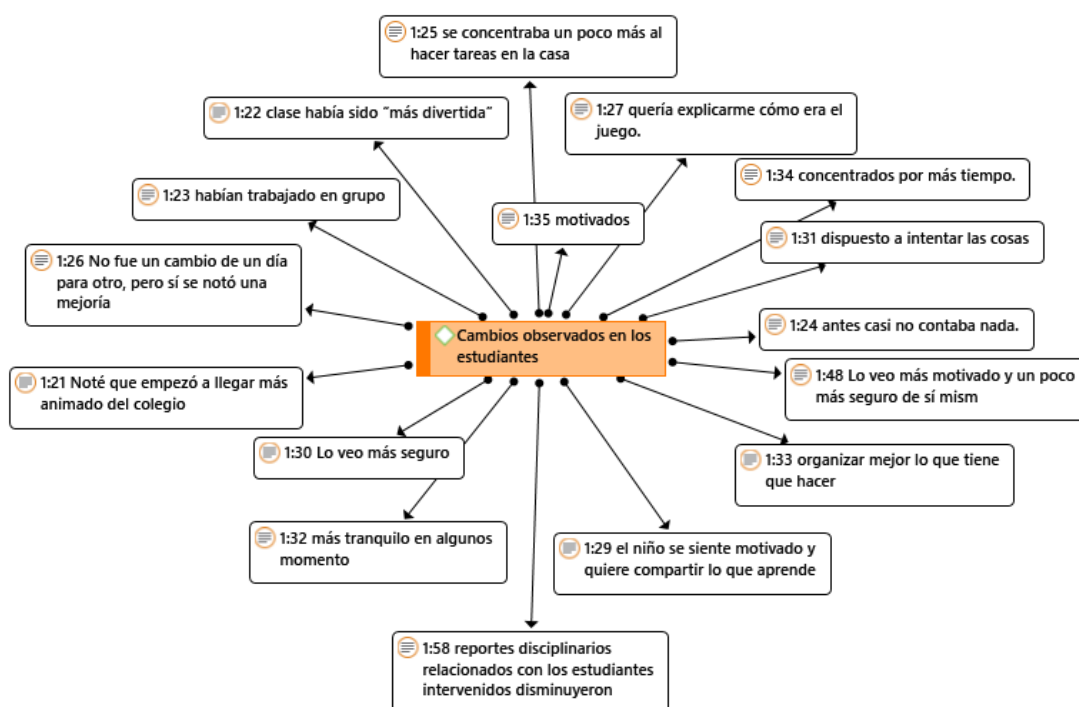 1:25 se concentraba un poco más al
hacer tareas en la casa
1:22 clase había sido "más divertida"
1:27 quería explicarme cómo era el
juego.
1:34 concentrados por más tiempo.
1:23 habían trabajado en grupo
1:35 motivados
1:31 dispuesto a intentar las cosas
1:26 No fue un cambio de un día
para otro, pero sí se notó una
mejoría
1:24 antes casi no contaba nada.
Cambios observados en los
estudiantes
1:21 Noté que empezó a llegar más
animado del colegio
1:48 Lo veo más motivado y un poco
más seguro de sí mism
1:30 Lo veo más seguro
1:33 organizar mejor lo que tiene
que hacer
1:32 más tranquilo en algunos
momento
1:29 el niño se siente motivado y
quiere compartir lo que aprende
1:58 reportes disciplinarios
relacionados con los estudiantes
intervenidos disminuyeron